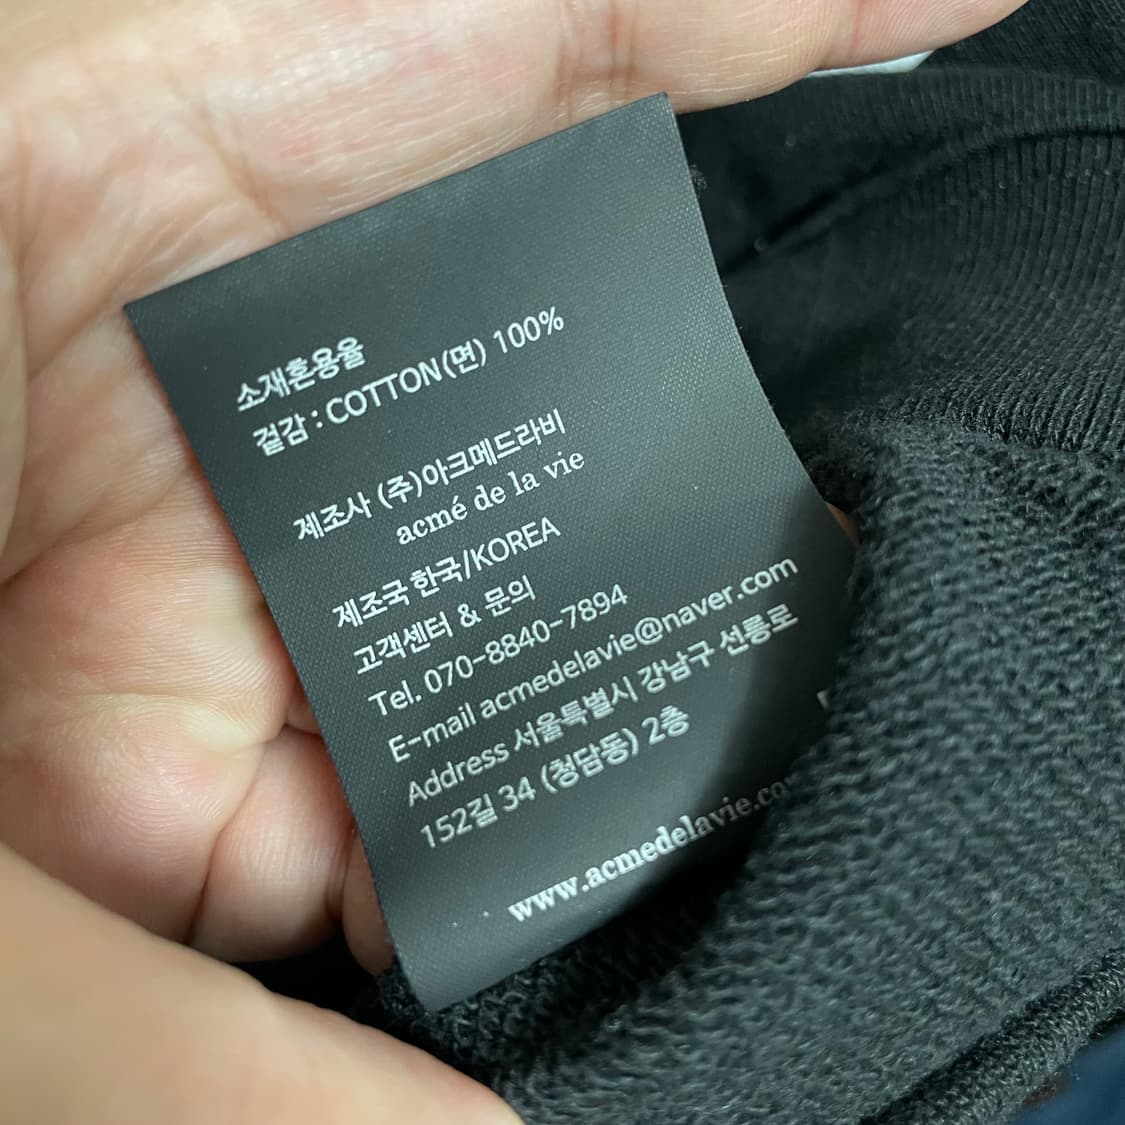 소재혼용율
겉감 : COTTON(면) 100%
제조사 (주)아크메드라비
acmé de la vie
제조국 한국/KOREA
고객센터 & 문의
Tel. 070-8840-7894
E-mail acmedelavie@naver.com
Address 서울특별시 강남구 선릉로
152길 34 (청담동) 2층